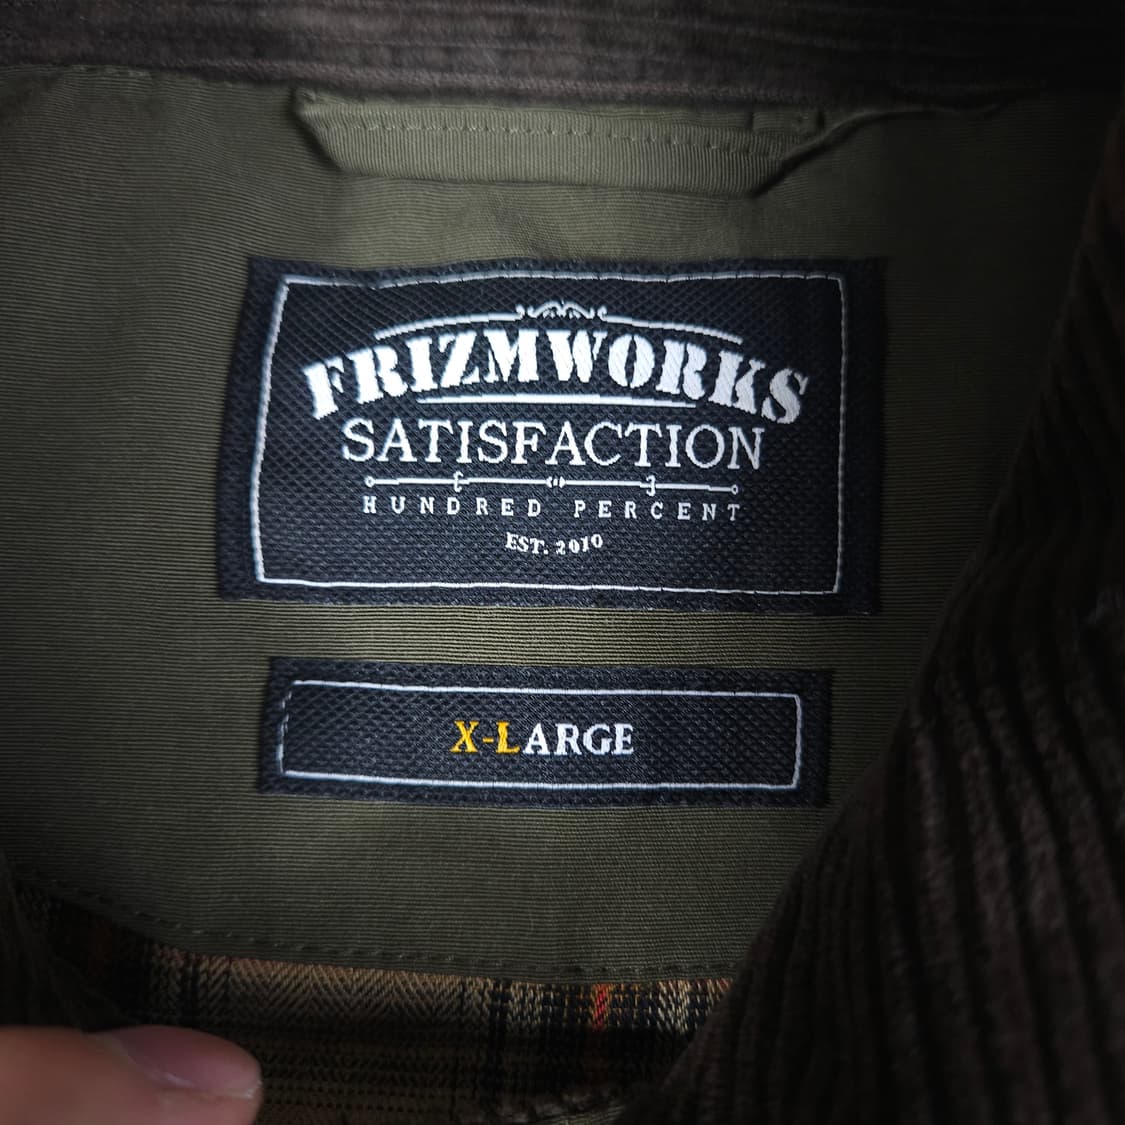 FRIZMWORKS
SATISFACTION
HUNDRED PERCENT
EST. 2010
X-LARGE